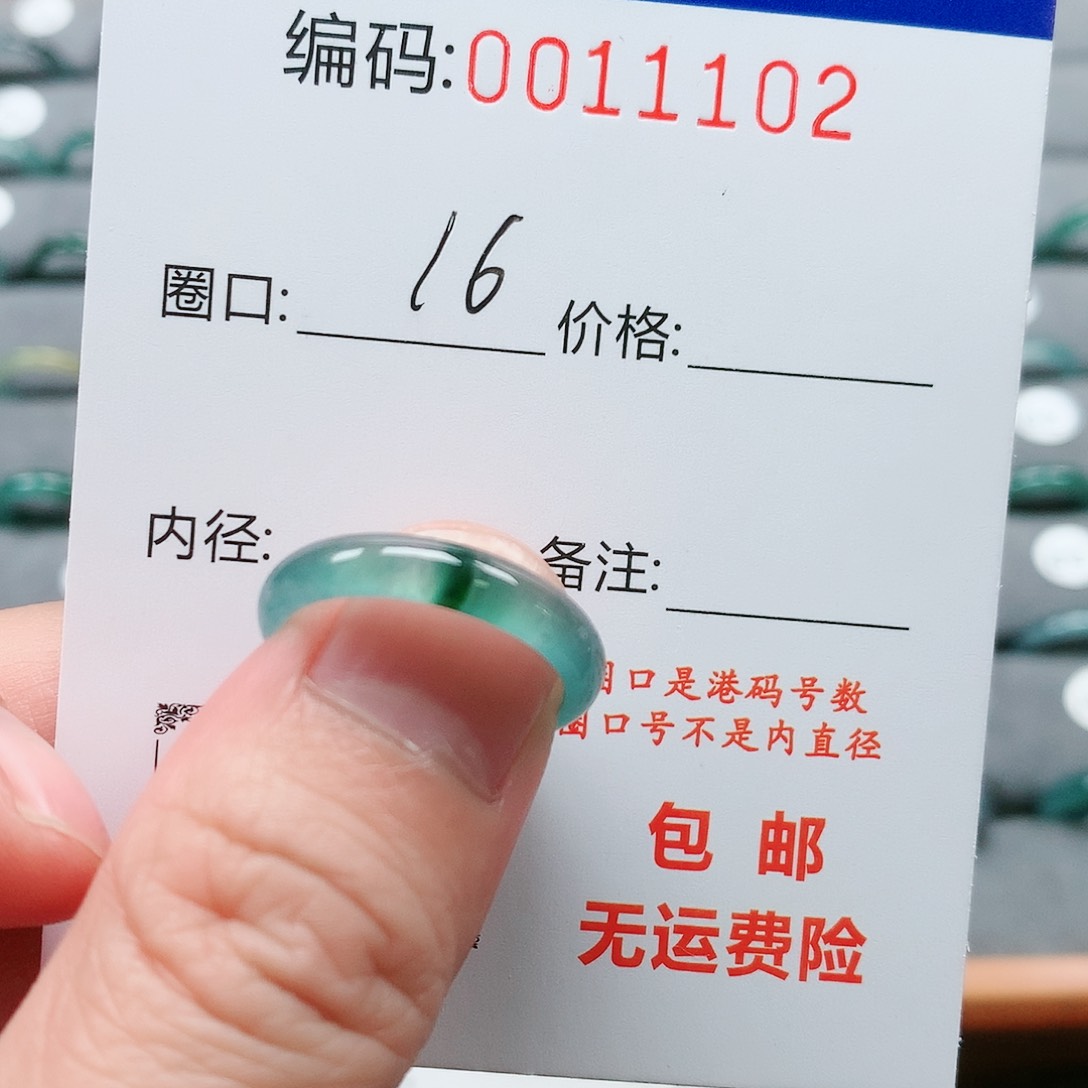 编码:0011102
圈口: 16 价格:
内径: 备注:
口是港码号数
圈口号不是内直径
包 邮
无运费险